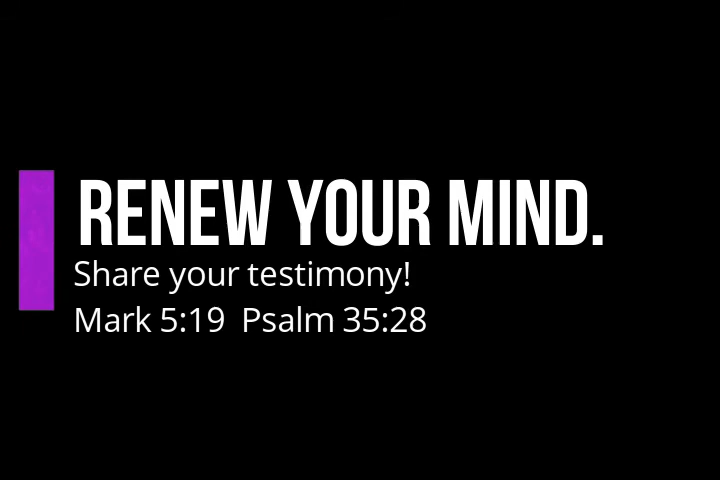 RENEW YOUR MIND.
Share your testimony!
Mark 5:19  Psalm 35:28